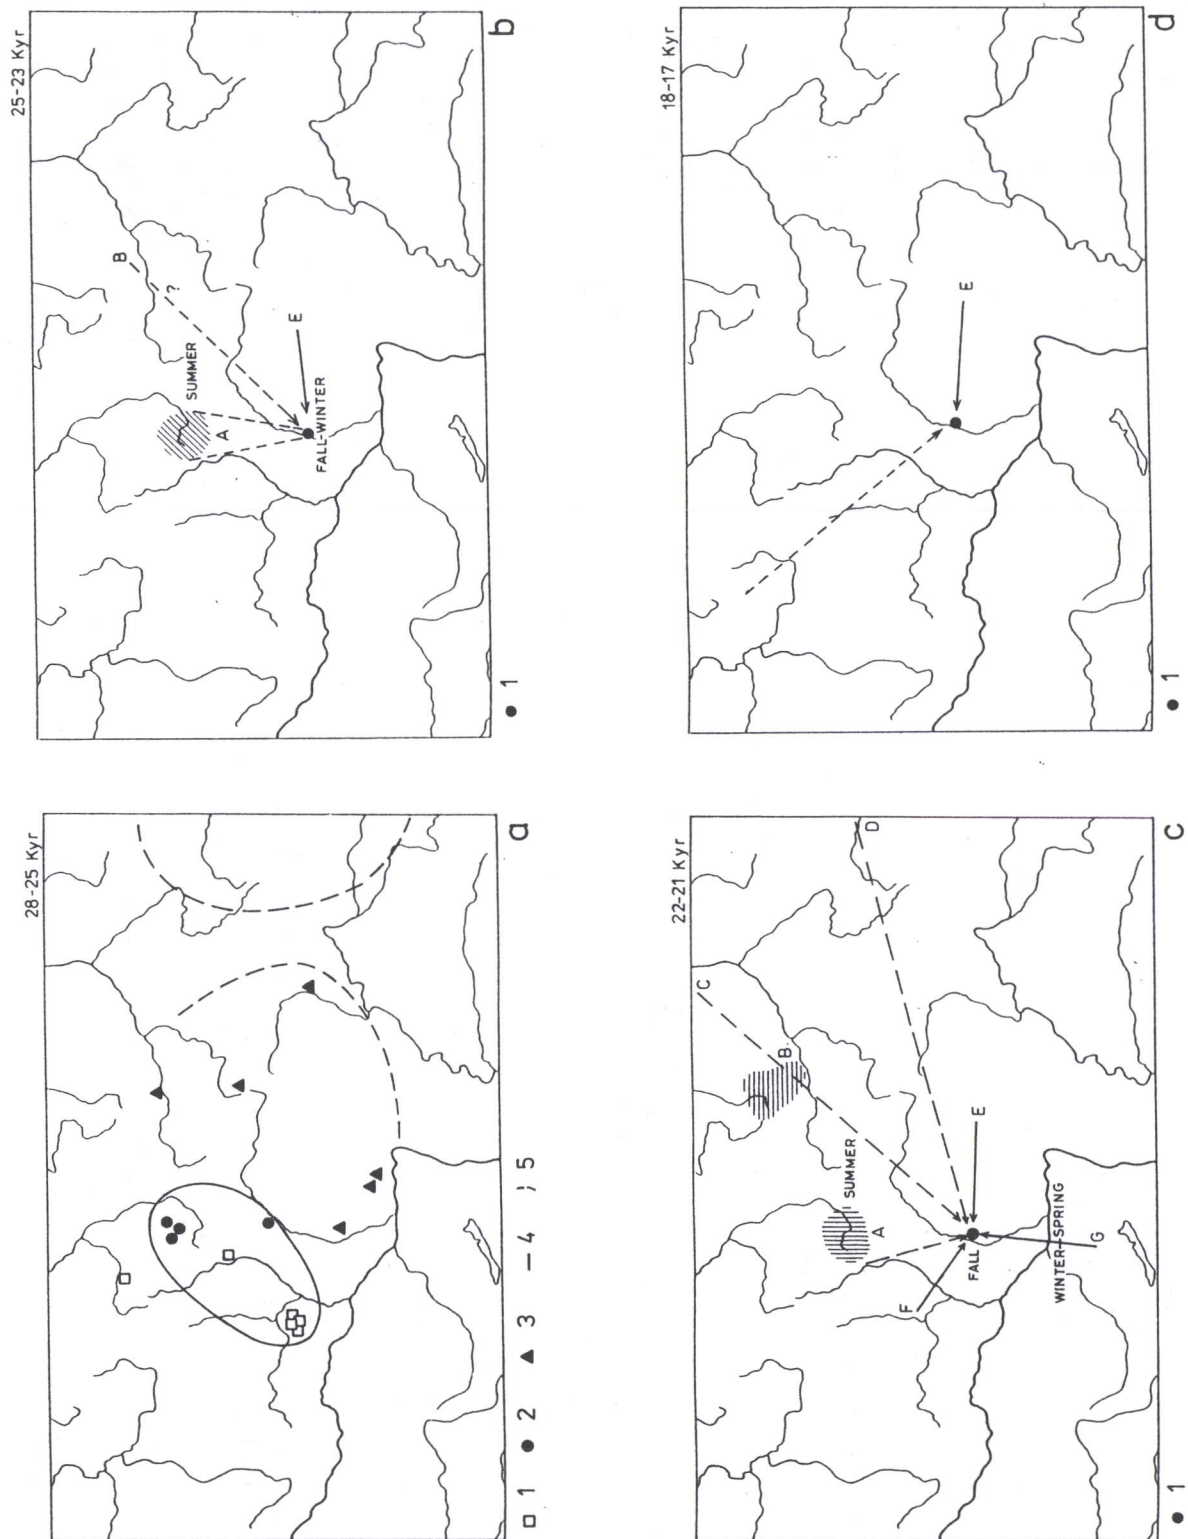 28-25 Kyr
a
□ 1 ● 2 ▲ 3 — 4 ¦ 5
25-23 Kyr
B
?
SUMMER
A
E
FALL-WINTER
b
● 1
22-21 Kyr
C
D
B
SUMMER
A
F
E
FALL
G
WINTER-SPRING
c
● 1
18-17 Kyr
E
d
● 1